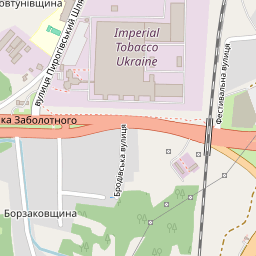 овтунівщина
Imperial
Tobacco
Ukraine
вулиця Пирогівський Шлях
ка Заболотного
Фестивальна вулиця
Бродівська вулиця
Борзаковщина